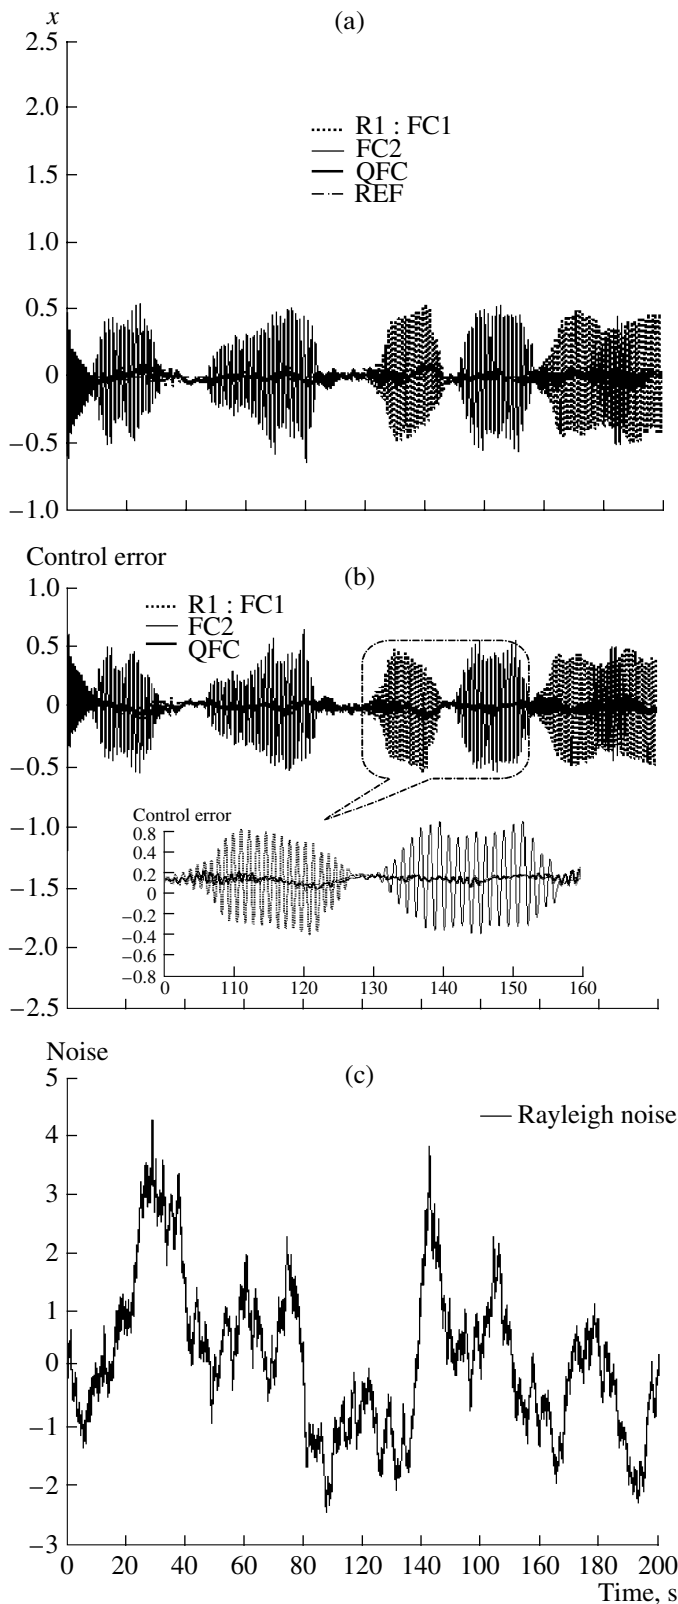 x
(a)
2.5
2.0
R1 : FC1
FC2
1.5
QFC
REF
1.0
0.5
0
−0.5
−1.0
Control error
(b)
1.0
R1 : FC1
FC2
0.5
QFC
0
−0.5
Control error
−1.0
0.8
0.4
0.2
−1.5
0
−0.2
−0.4
−2.0
−0.6
−0.8
0 110 120 130 140 150 160
−2.5
Noise
(c)
5
Rayleigh noise
4
3
2
1
0
−1
−2
−3
0 20 40 60 80 100 120 140 100 160 180 200
Time, s